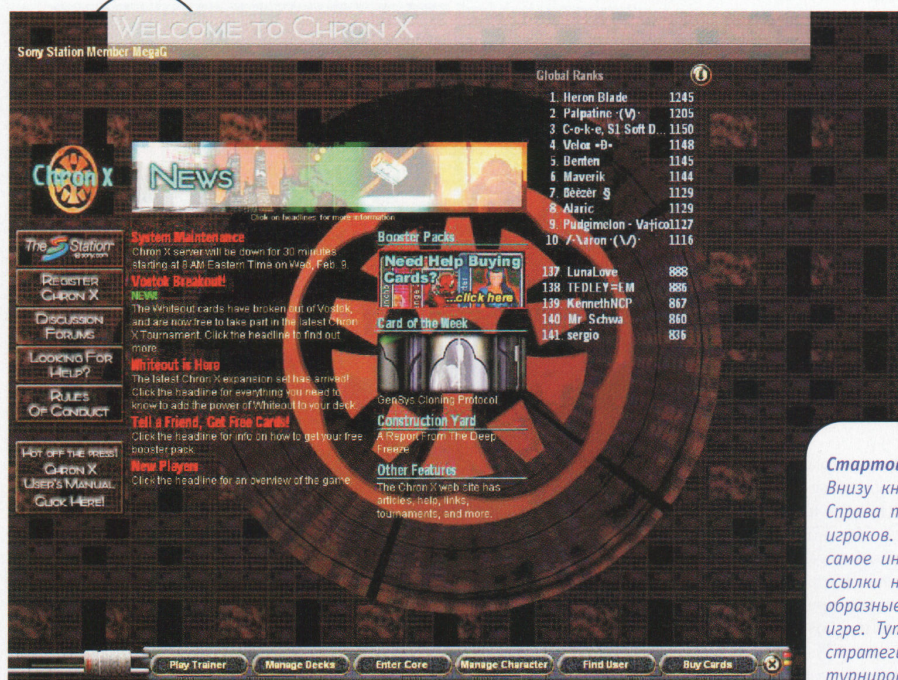 WELCOME TO CHRON X
Sony Station Member MegaG
Chron X
The Station
@sony.com
REGISTER
CHRON X
DISCUSSION
FORUMS
LOOKING FOR
HELP?
RULES
OF CONDUCT
HOT OFF THE PRESS!
CHRON X
USER'S MANUAL
CLICK HERE!
NEWS
Click on headlines for more information
System Maintenance
Chron X server will be down for 30 minutes
starting at 8 AM Eastern Time on Wed, Feb. 9.
Vostok Breakout!
NEW!
The Whiteout cards have broken out of Vostok,
and are now free to take part in the latest Chron
X Tournament. Click the headline to find out
more.
Whiteout is Here
The latest Chron X expansion set has arrived!
Click the headline for everything you need to
know to add the power of Whiteout to your deck.
Tell a Friend, Get Free Cards!
Click the headline for info on how to get your free
booster pack.
New Players
Click the headline for an overview of the game.
Booster Packs
Need Help Buying
Cards?
...click here
Card of the Week
GenSys Cloning Protocol
Construction Yard
A Report From The Deep
Freeze
Other Features
The Chron X web site has
articles, help, links,
tournaments, and more.
Global Ranks
1. Heron Blade 1245
2 Palpatine ·(V)· 1205
3 C-o-k-e, S1 Soft D... 1150
4. Velox •Ð• 1148
5. Benten 1145
6 Maverik 1144
7. Bèézèr § 1129
8 Alaric 1129
9. Pudgimelon - Va†ico1127
10 /-\aron ·(\/)· 1116
137 LunaLove 888
138 TEDLEY=EM 886
139 KennethNCP 867
140 Mr Schwa 860
141 sergio 836
Play Trainer
Manage Decks
Enter Core
Manage Character
Find User
Buy Cards
Внизу кн
Справа т
игроков.
самое ин
ссылки н
образные
игре. Тут
стратеги
турниров